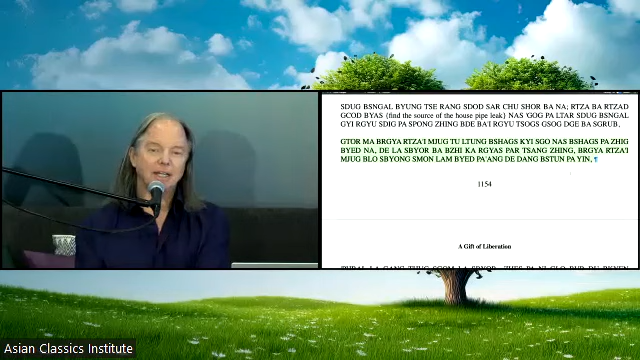 SDUG BSNGAL BYUNG TSE RANG SDOD SAR CHU SHOR BA NA; RTZA BA RTZAD
GCOD BYAS (find the source of the house pipe leak) NAS 'GOG PA LTAR SDUG BSNGAL
GYI RGYU SDIG PA SPONG ZHING BDE BA'I RGYU TSOGS GSOG DGE BA SGRUB,
GTOR MA BRGYA RTZA'I MJUG TU LTUNG BSHAGS KYI SGO NAS BSHAGS PA ZHIG
BYED NA, DE LA SBYOR BA BZHI KA RGYAS PAR TSANG ZHING, BRGYA RTZA'I
MJUG BLO SBYONG SMON LAM BYED PA'ANG DE DANG BSTUN PA YIN, ¶
1154
A Gift of Liberation
Asian Classics Institute